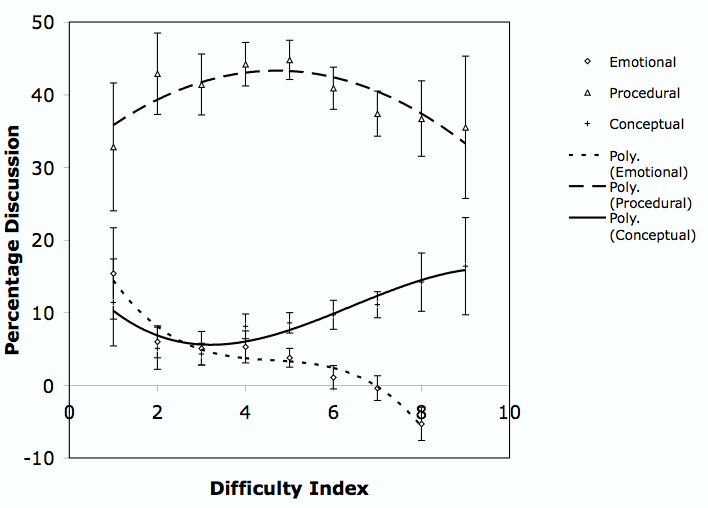 50
40
30
20
10
0
-10
0
2
4
6
8
10
Percentage Discussion
Difficulty Index
Emotional
Procedural
Conceptual
Poly.
(Emotional)
Poly.
(Procedural)
Poly.
(Conceptual)